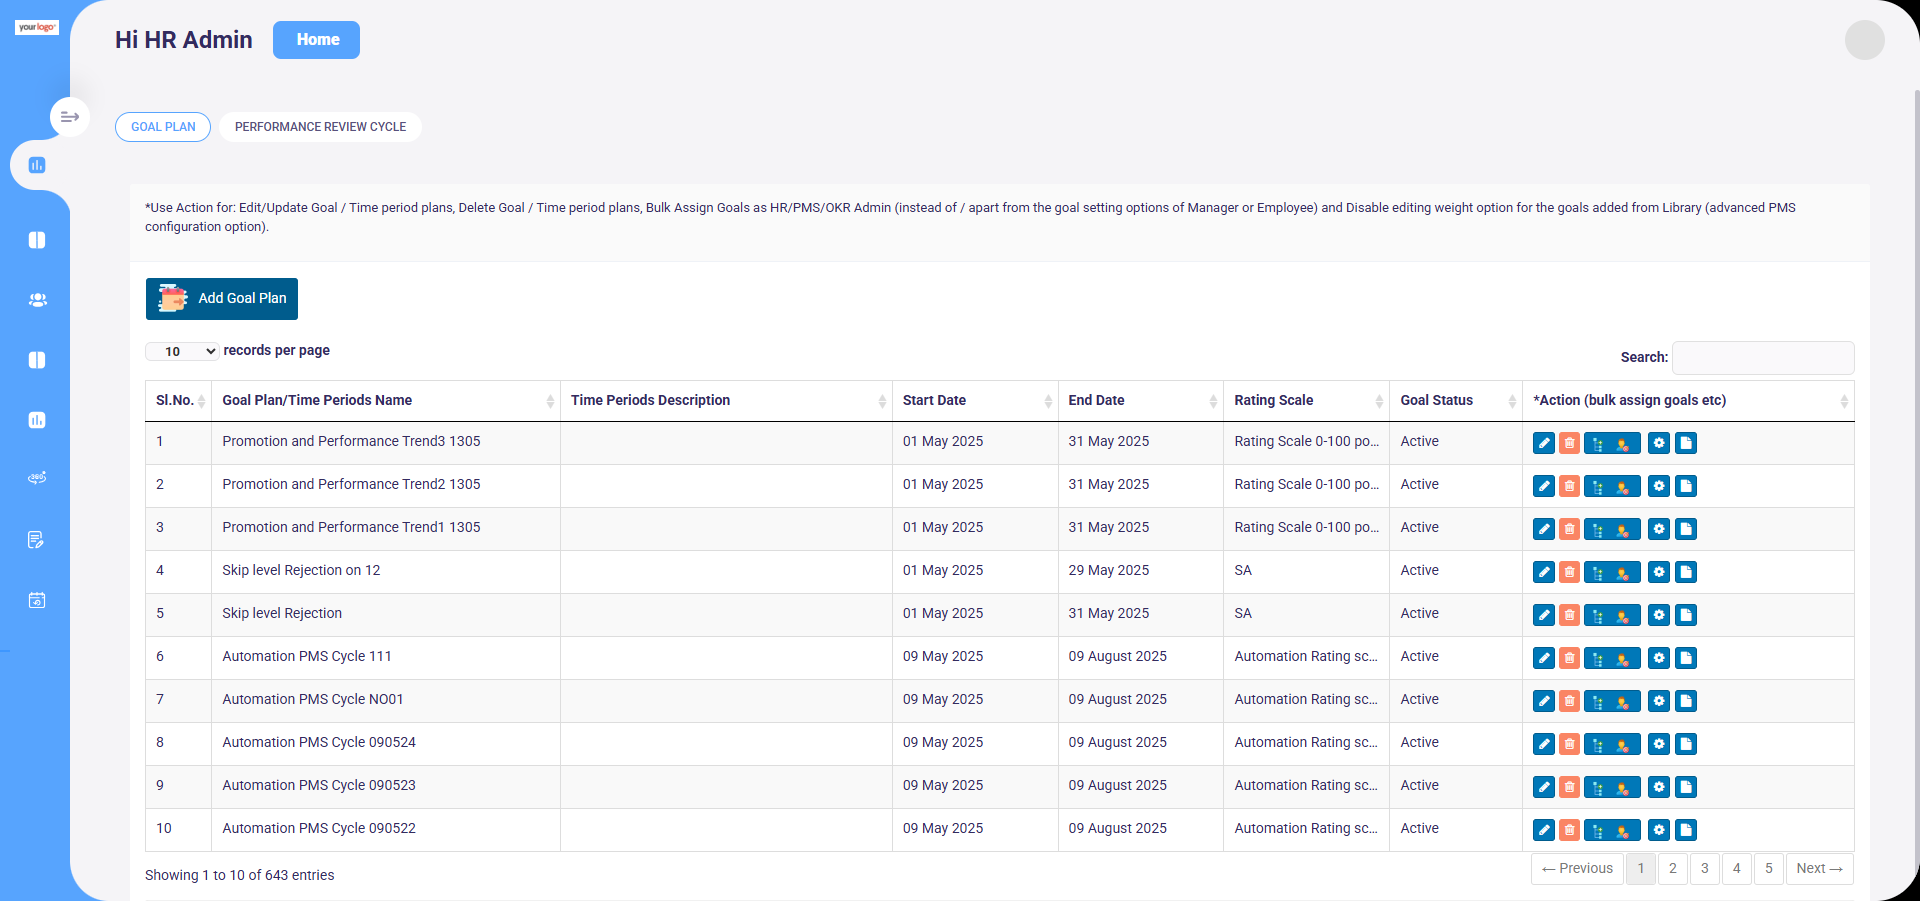 yourlogo
Hi HR Admin
Home
GOAL PLAN
PERFORMANCE REVIEW CYCLE
*Use Action for: Edit/Update Goal / Time period plans, Delete Goal / Time period plans, Bulk Assign Goals as HR/PMS/OKR Admin (instead of / apart from the goal setting options of Manager or Employee) and Disable editing weight option for the goals added from Library (advanced PMS
configuration option).
Add Goal Plan
10 records per page
Search:
Sl.No. Goal Plan/Time Periods Name Time Periods Description Start Date End Date Rating Scale Goal Status *Action (bulk assign goals etc)
1 Promotion and Performance Trend3 1305 01 May 2025 31 May 2025 Rating Scale 0-100 po... Active
2 Promotion and Performance Trend2 1305 01 May 2025 31 May 2025 Rating Scale 0-100 po... Active
3 Promotion and Performance Trend1 1305 01 May 2025 31 May 2025 Rating Scale 0-100 po... Active
4 Skip level Rejection on 12 01 May 2025 29 May 2025 SA Active
5 Skip level Rejection 01 May 2025 31 May 2025 SA Active
6 Automation PMS Cycle 111 09 May 2025 09 August 2025 Automation Rating sc... Active
7 Automation PMS Cycle NO01 09 May 2025 09 August 2025 Automation Rating sc... Active
8 Automation PMS Cycle 090524 09 May 2025 09 August 2025 Automation Rating sc... Active
9 Automation PMS Cycle 090523 09 May 2025 09 August 2025 Automation Rating sc... Active
10 Automation PMS Cycle 090522 09 May 2025 09 August 2025 Automation Rating sc... Active
Showing 1 to 10 of 643 entries
← Previous 1 2 3 4 5 Next →
360